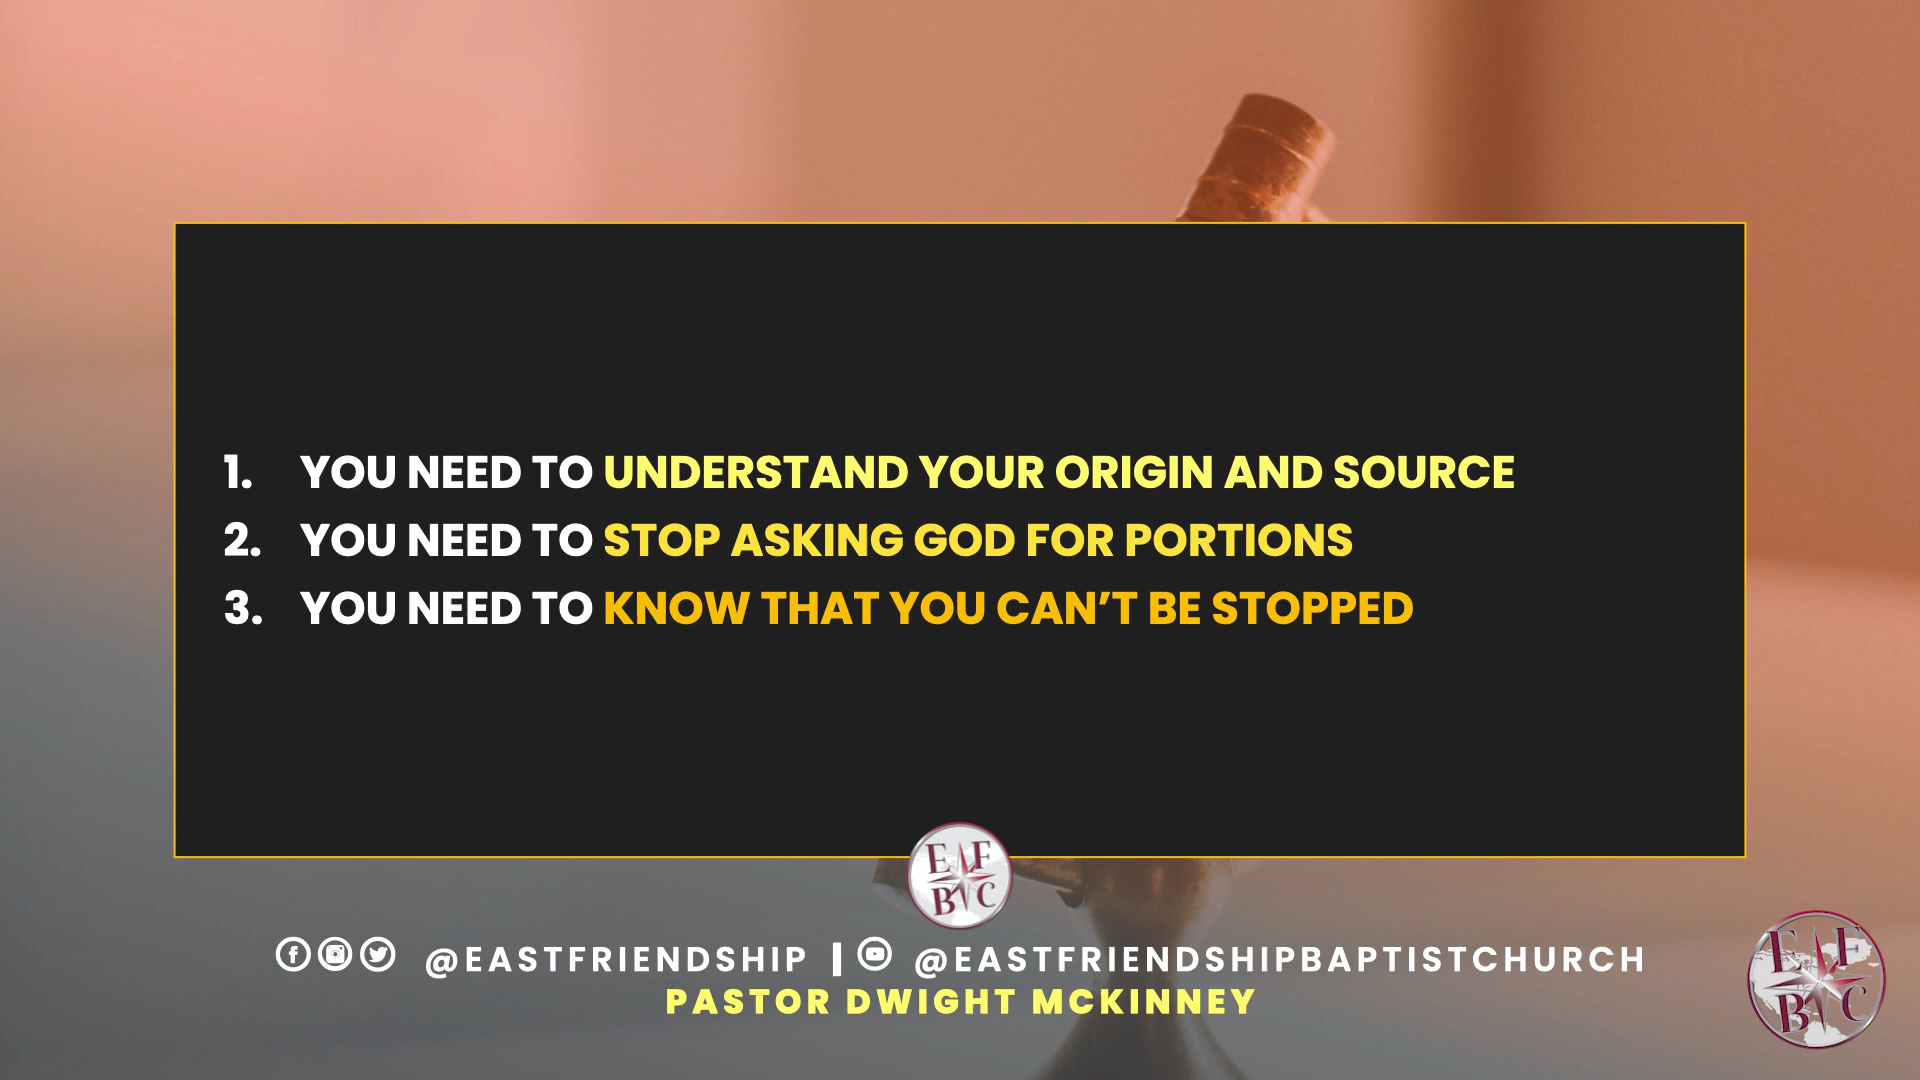 1. YOU NEED TO UNDERSTAND YOUR ORIGIN AND SOURCE
2. YOU NEED TO STOP ASKING GOD FOR PORTIONS
3. YOU NEED TO KNOW THAT YOU CAN’T BE STOPPED
E F
B C
@EASTFRIENDSHIP | @EASTFRIENDSHIPBAPTISTCHURCH
PASTOR DWIGHT MCKINNEY
E F
B C